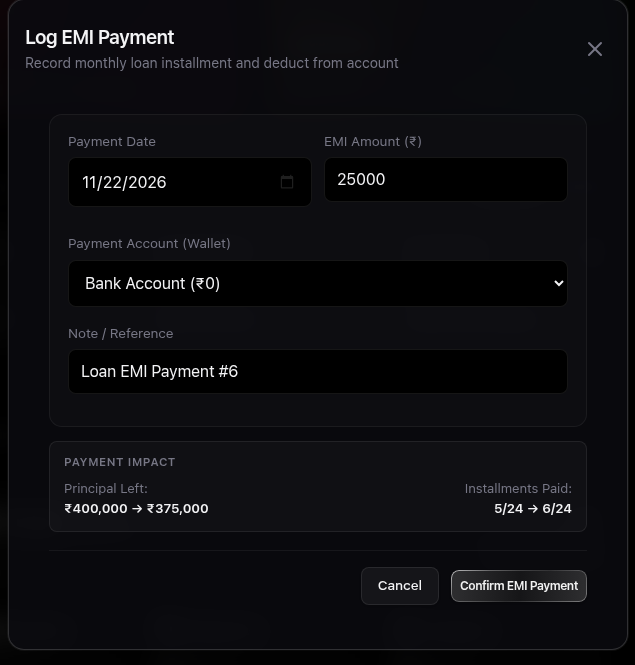 Log EMI Payment
Record monthly loan installment and deduct from account
Payment Date
EMI Amount (₹)
11/22/2026
25000
Payment Account (Wallet)
Bank Account (₹0)
Note / Reference
Loan EMI Payment #6
PAYMENT IMPACT
Principal Left:
Installments Paid:
₹400,000 → ₹375,000
5/24 → 6/24
Cancel
Confirm EMI Payment